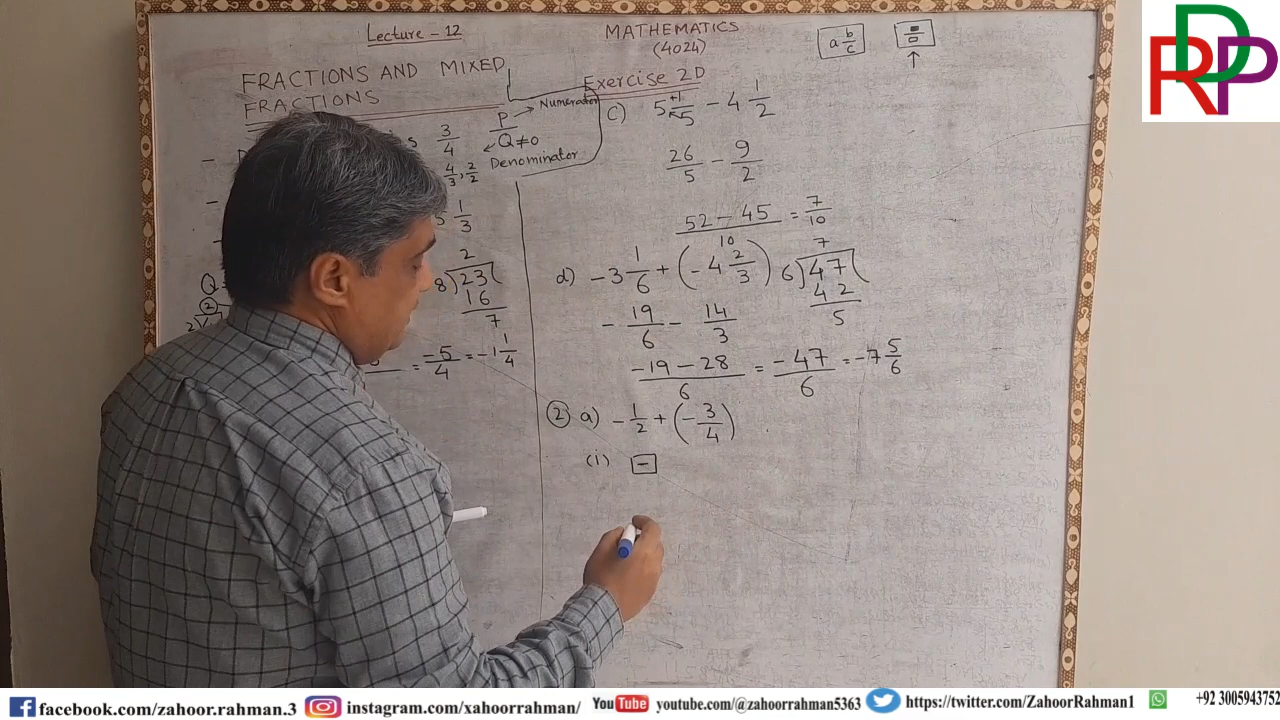 Lecture - 12
MATHEMATICS
(4024)
a b/c
RDP
FRACTIONS AND MIXED
FRACTIONS
P
Q ≠ 0
Numerator
Denominator
3/4
4/3, 2/2
5 1/3
2
8)23(
16
7
= -5/4 = -1 1/4
Exercise 2D
C) 5 1/5 - 4 1/2
26/5 - 9/2
52 - 45 / 10 = 7/10
d) -3 1/6 + (-4 2/3)
7
6)47(
42
5
- 19/6 - 14/3
-19 - 28 / 6 = -47/6 = -7 5/6
② a) - 1/2 + (- 3/4)
(i) -
facebook.com/zahoor.rahman.3
instagram.com/xahoorrahman/
YouTube youtube.com/@zahoorrahman5363
https://twitter.com/ZahoorRahman1
+92 3005943752